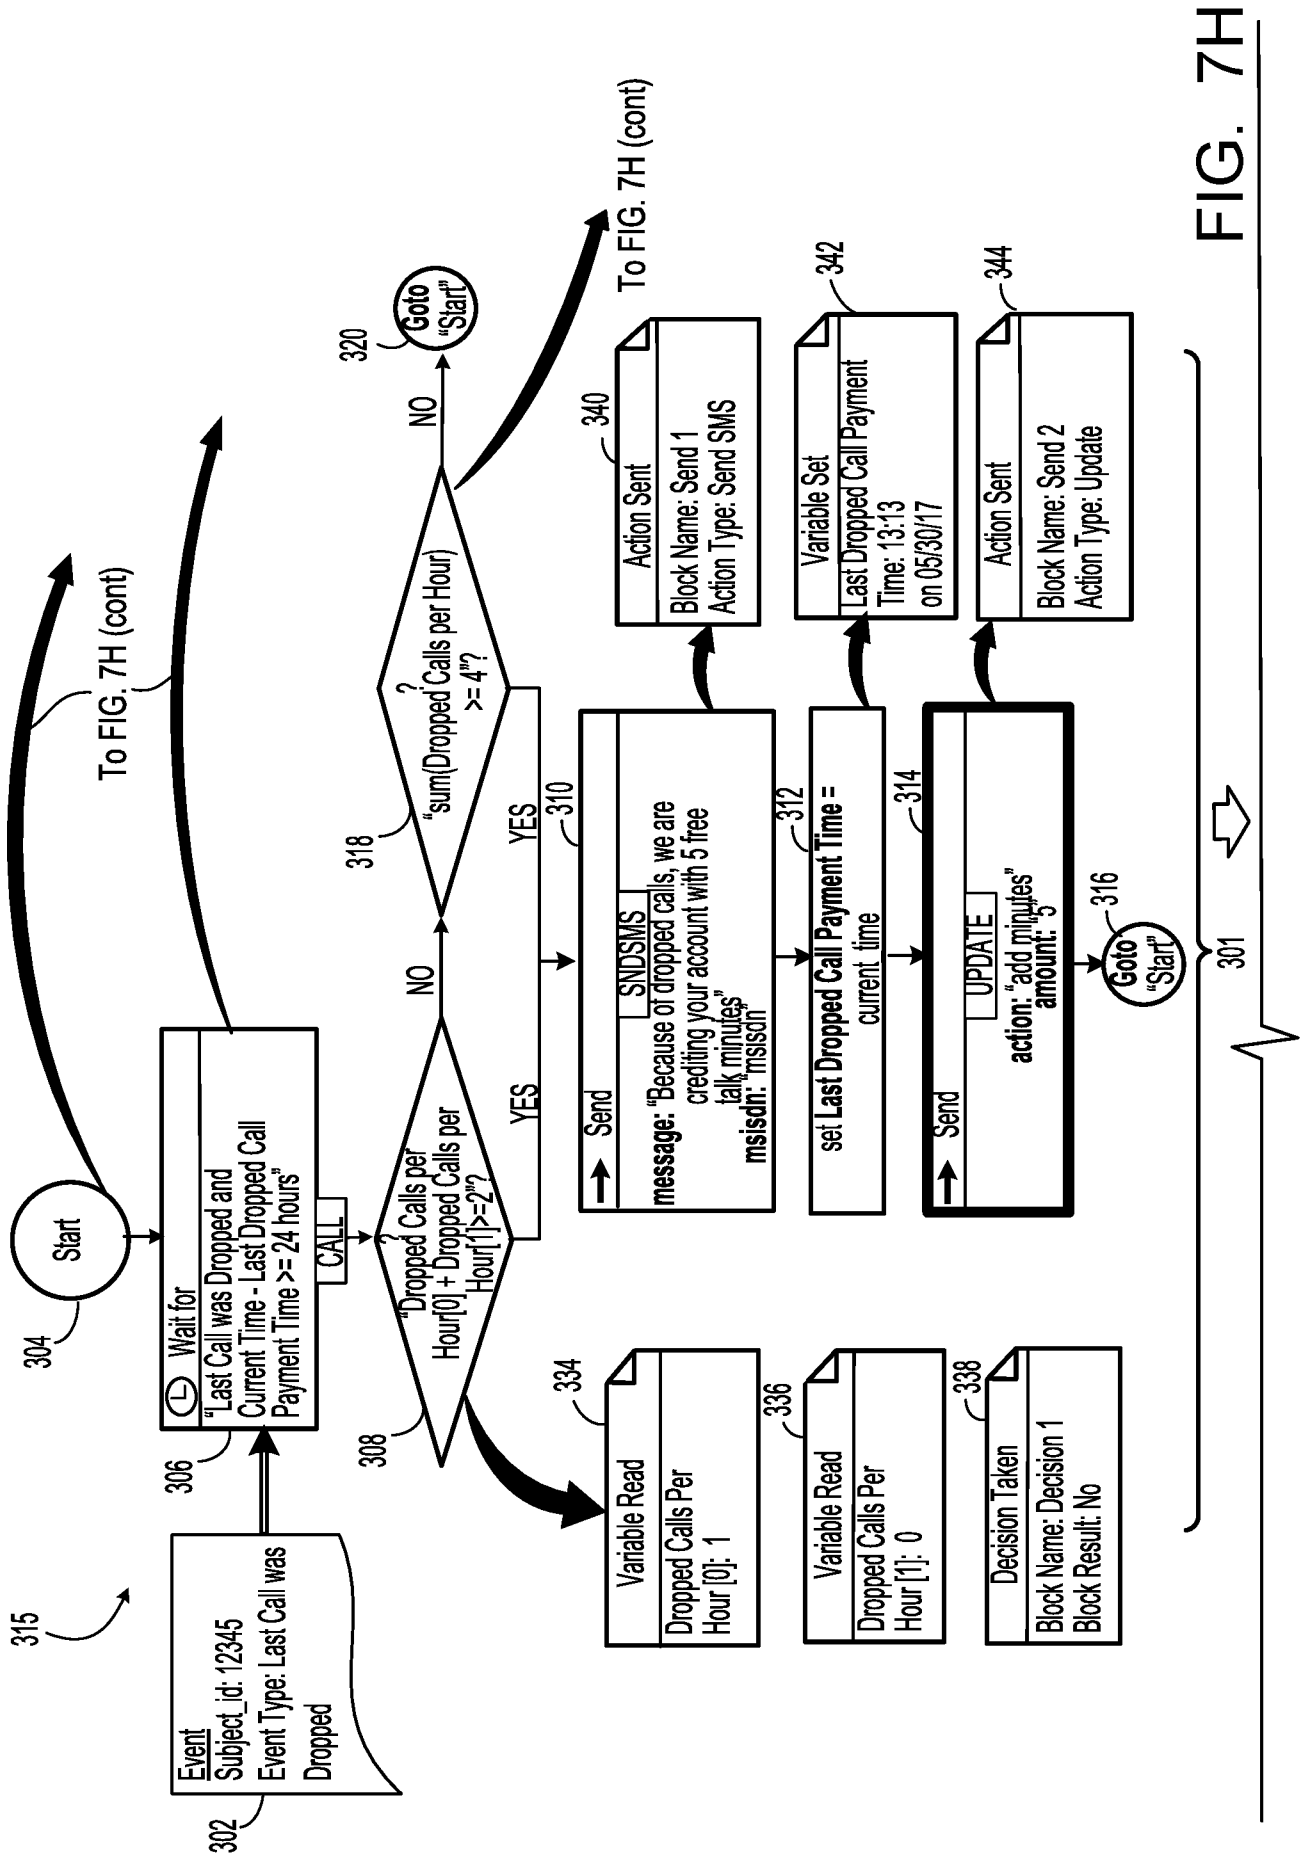 315
302
Event
Subject_id: 12345
Event Type: Last Call was
Dropped
304
Start
To FIG. 7H (cont)
306
Wait for
“Last Call was Dropped and
Current Time - Last Dropped Call
Payment Time >= 24 hours”
CALL
308
?
“Dropped Calls per
Hour[0] + Dropped Calls per
Hour[1]>=2”?
NO
YES
318
?
“sum(Dropped Calls per Hour)
>= 4”?
NO
YES
320
Goto
“Start”
To FIG. 7H (cont)
334
Variable Read
Dropped Calls Per
Hour [0]: 1
336
Variable Read
Dropped Calls Per
Hour [1]: 0
338
Decision Taken
Block Name: Decision 1
Block Result: No
310
Send
SNDSMS
message: “Because of dropped calls, we are
crediting your account with 5 free
talk minutes”
msisdn: “msisdn”
312
set Last Dropped Call Payment Time =
current time
314
Send
UPDATE
action: “add minutes”
amount: “5”
316
Goto
“Start”
340
Action Sent
Block Name: Send 1
Action Type: Send SMS
342
Variable Set
Last Dropped Call Payment
Time: 13:13
on 05/30/17
344
Action Sent
Block Name: Send 2
Action Type: Update
301
FIG. 7H